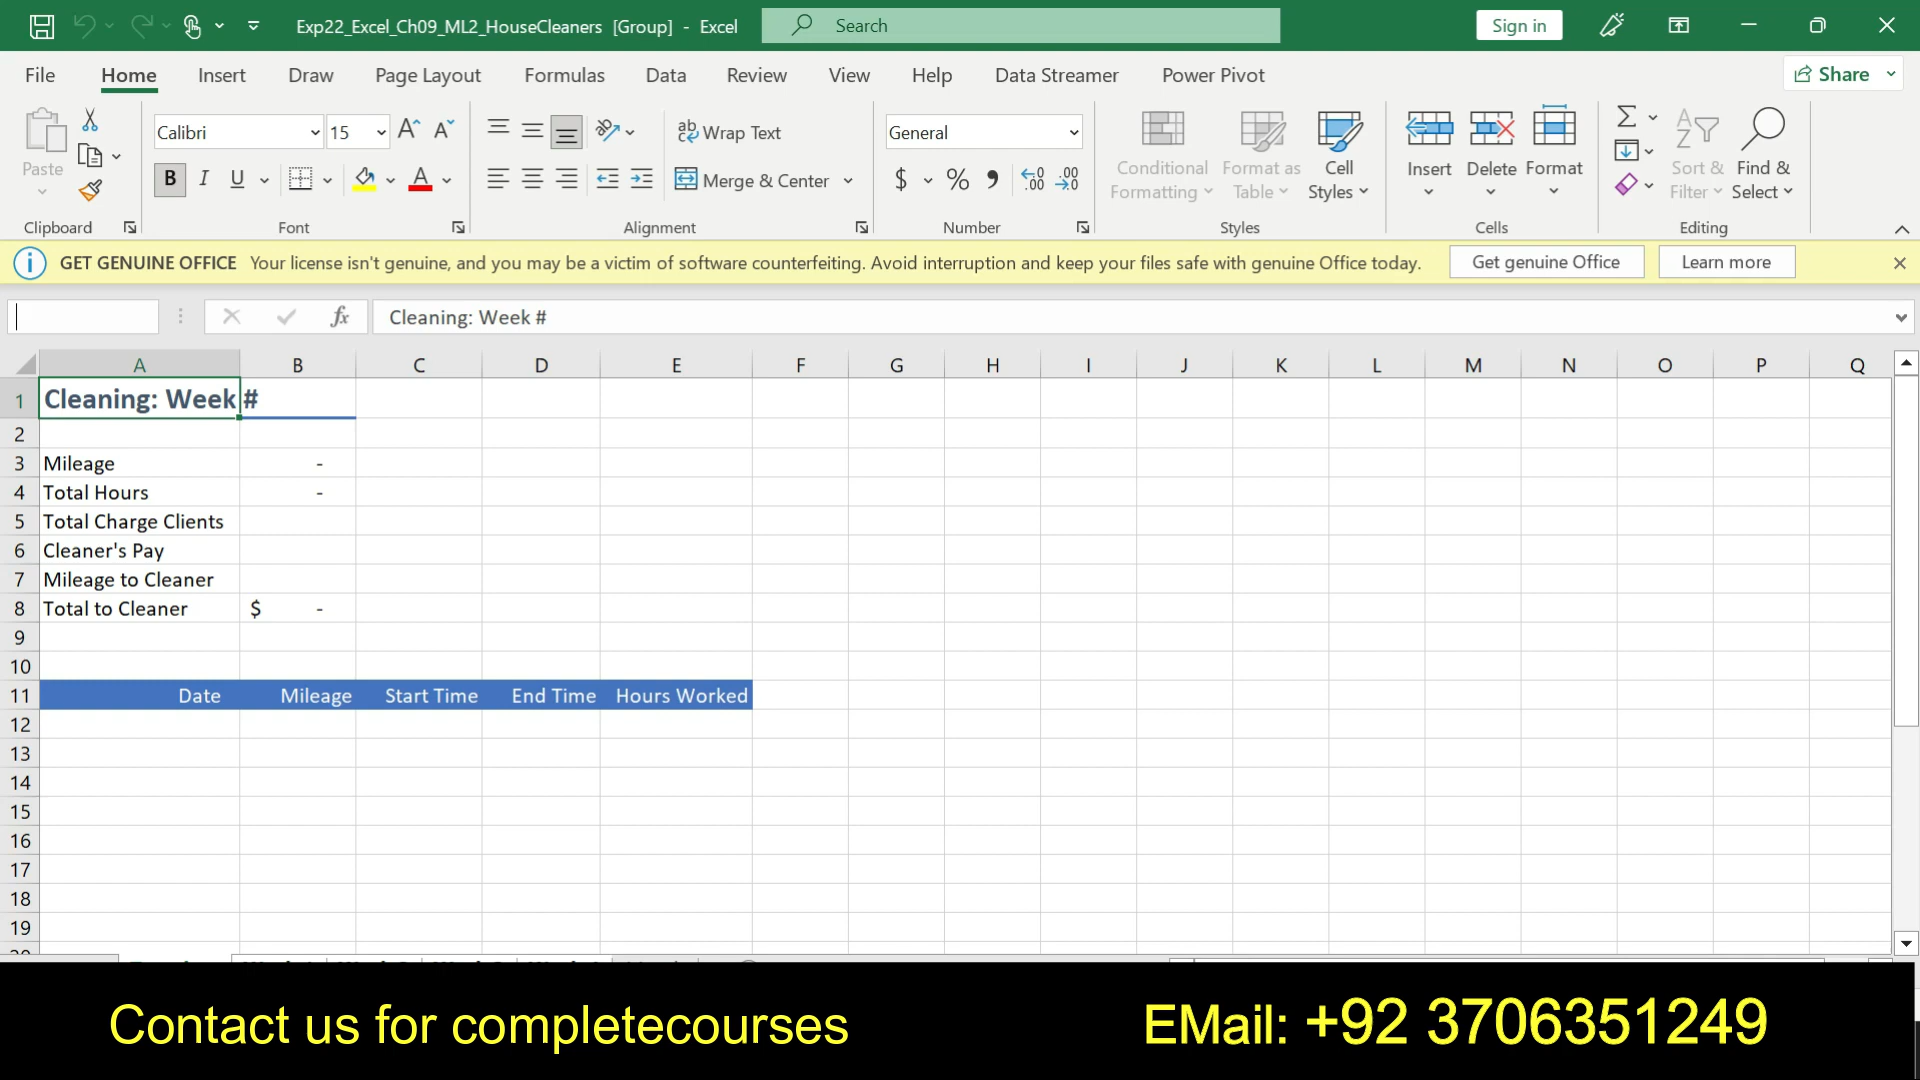 Exp22_Excel_Ch09_ML2_HouseCleaners [Group] - Excel
Search
Sign in
File Home Insert Draw Page Layout Formulas Data Review View Help Data Streamer Power Pivot Share
Calibri 15 Wrap Text General
Paste B I U Merge & Center $ % 9
Conditional Formatting
Format as Table
Cell Styles
Insert Delete Format
Sort & Filter
Find & Select
Clipboard Font Alignment Number Styles Cells Editing
GET GENUINE OFFICE Your license isn't genuine, and you may be a victim of software counterfeiting. Avoid interruption and keep your files safe with genuine Office today. Get genuine Office Learn more
fx Cleaning: Week #
A B C D E F G H I J K L M N O P Q
1 Cleaning: Week #
2
3 Mileage -
4 Total Hours -
5 Total Charge Clients
6 Cleaner's Pay
7 Mileage to Cleaner
8 Total to Cleaner $ -
9
10
11 Date Mileage Start Time End Time Hours Worked
12
13
14
15
16
17
18
19
Contact us for completecourses
EMail: +92 3706351249